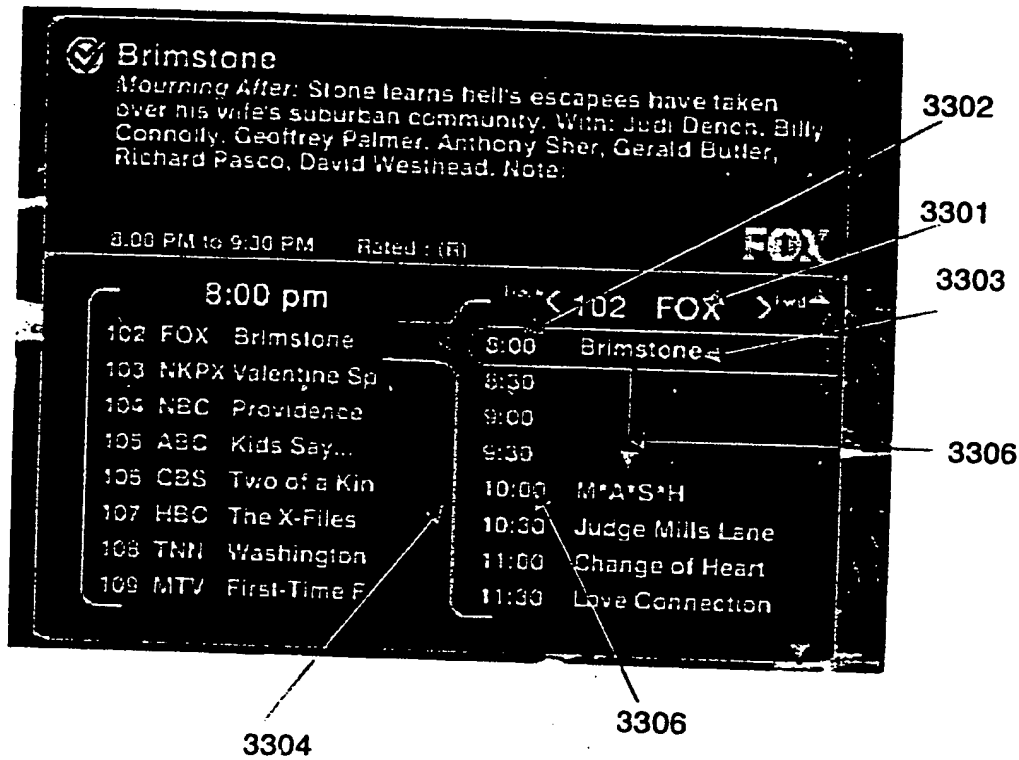 Brimstone
Mourning After: Stone learns hell's escapees have taken
over his wife's suburban community. With: Judi Dench, Billy
Connolly, Geoffrey Palmer, Anthony Sher, Gerald Butler,
Richard Pasco, David Westhead. Note:
8:00 PM to 9:30 PM Rated : (R)
FOX
8:00 pm
102 FOX Brimstone
103 NKPX Valentine Sp
104 NBC Providence
105 ABC Kids Say...
106 CBS Two of a Kin
107 HBO The X-Files
108 TNN Washington
109 MTV First-Time F
< 102 FOX > Fwd
8:00 Brimstone
8:30
9:00
9:30
10:00 M*A*S*H
10:30 Judge Mills Lane
11:00 Change of Heart
11:30 Love Connection
3302
3301
3303
3306
3306
3304